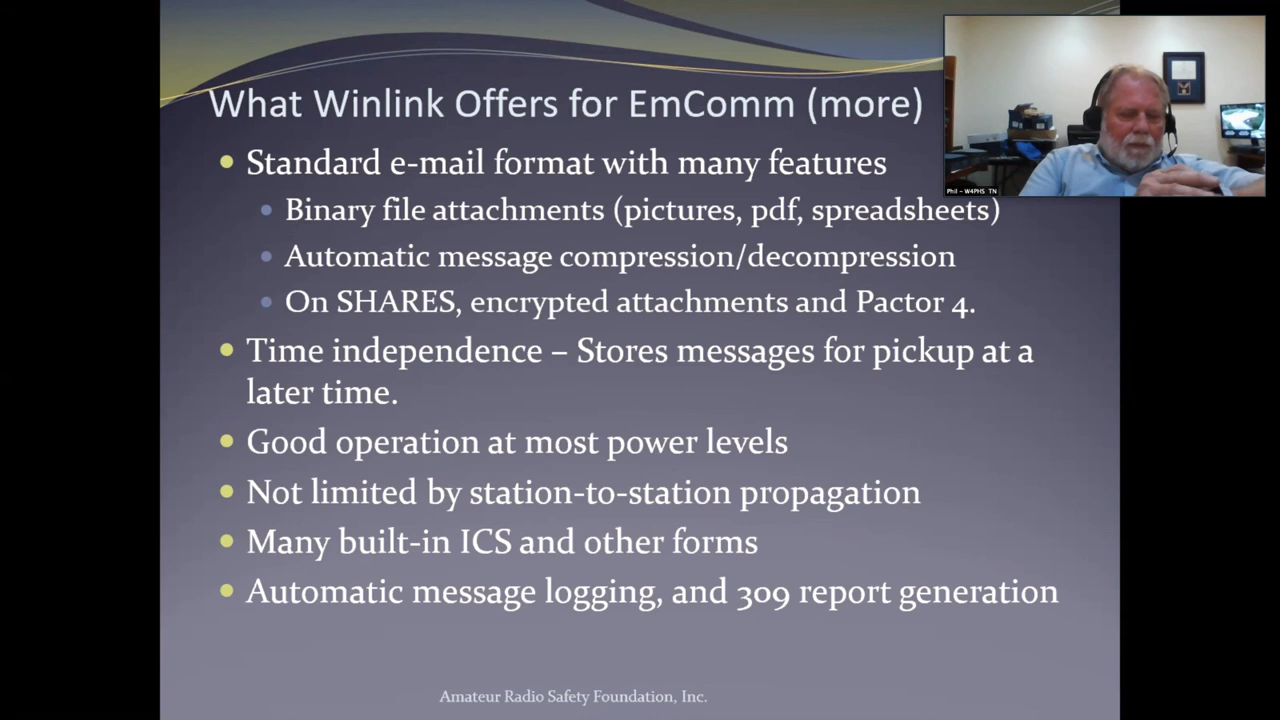 What Winlink Offers for EmComm (more)
Standard e-mail format with many features
Binary file attachments (pictures, pdf, spreadsheets)
Automatic message compression/decompression
On SHARES, encrypted attachments and Pactor 4.
Time independence – Stores messages for pickup at a
later time.
Good operation at most power levels
Not limited by station-to-station propagation
Many built-in ICS and other forms
Automatic message logging, and 309 report generation
Amateur Radio Safety Foundation, Inc.
Phil - W4PHS TN